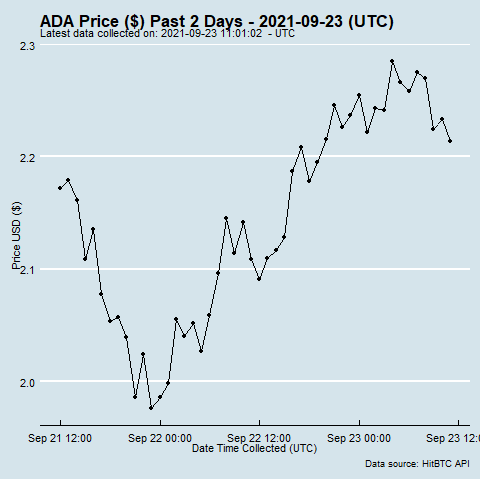 ADA Price ($) Past 2 Days - 2021-09-23 (UTC)
Latest data collected on: 2021-09-23 11:01:02 - UTC
2.3
2.2
2.1
2.0
Price USD ($)
Sep 21 12:00 Sep 22 00:00 Sep 22 12:00 Sep 23 00:00 Sep 23 12:00
Date Time Collected (UTC)
Data source: HitBTC API